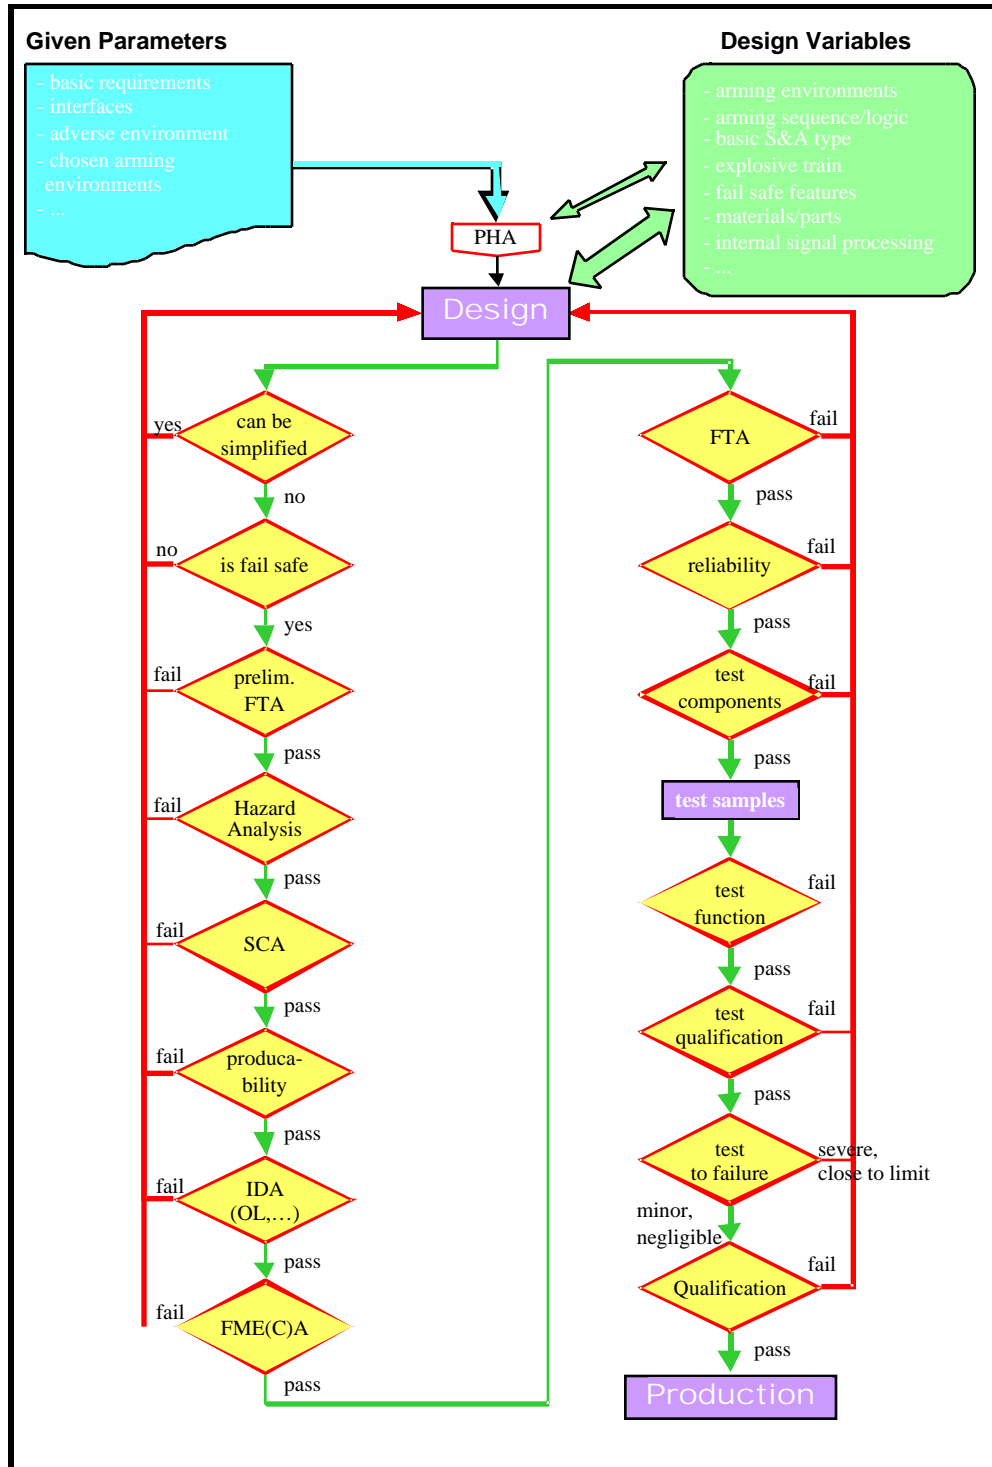 Given Parameters
- basic requirements
- interfaces
- adverse environment
- chosen arming
environments
- ...
Design Variables
- arming environments
- arming sequence/logic
- basic S&A type
- explosive train
- fail safe features
- materials/parts
- internal signal processing
- ...
PHA
Design
yes
can be
simplified
no
no
is fail safe
yes
fail
prelim.
FTA
pass
fail
Hazard
Analysis
pass
fail
SCA
pass
fail
produca-
bility
pass
fail
IDA
(OL,...)
pass
fail
FME(C)A
pass
FTA
fail
pass
reliability
fail
pass
test
components
fail
pass
test samples
test
function
fail
pass
test
qualification
fail
pass
test
to failure
severe,
close to limit
minor,
negligible
Qualification
fail
pass
Production